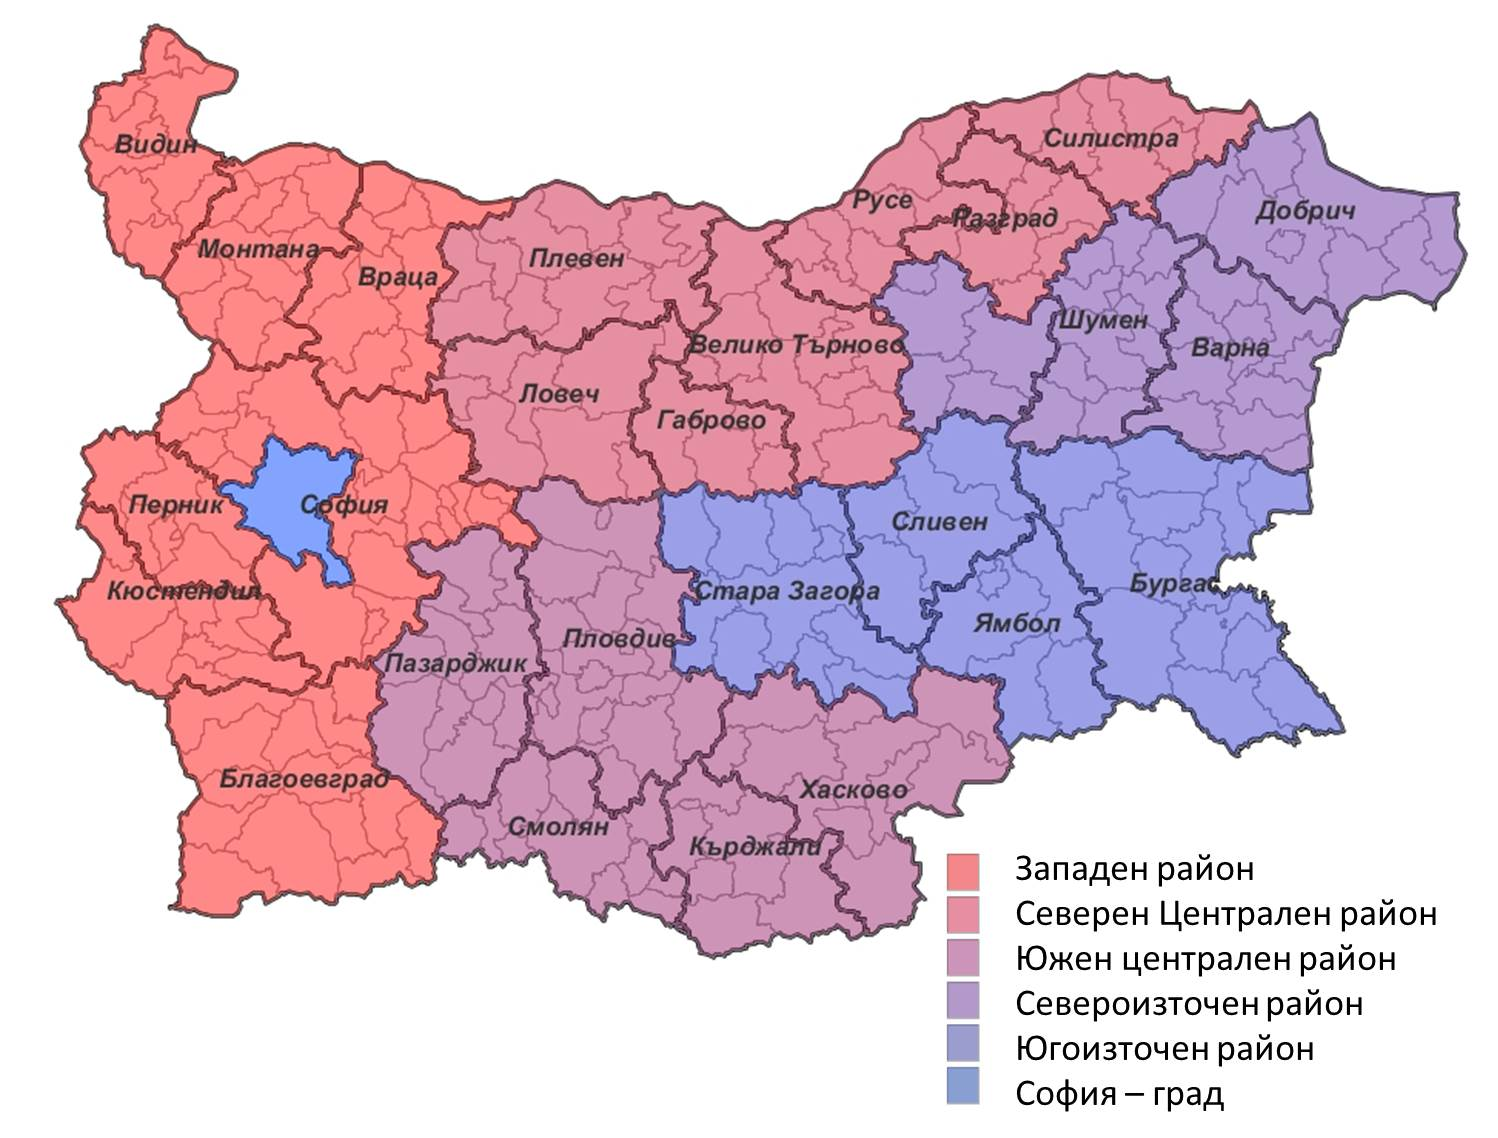 Видин
Силистра
Русе
Разград
Добрич
Монтана
Враца
Плевен
Шумен
Варна
Велико Търново
Ловеч
Габрово
Перник
София
Сливен
Кюстендил
Стара Загора
Бургас
Ямбол
Пловдив
Пазарджик
Благоевград
Хасково
Смолян
Кърджали
Западен район
Северен Централен район
Южен централен район
Североизточен район
Югоизточен район
София – град